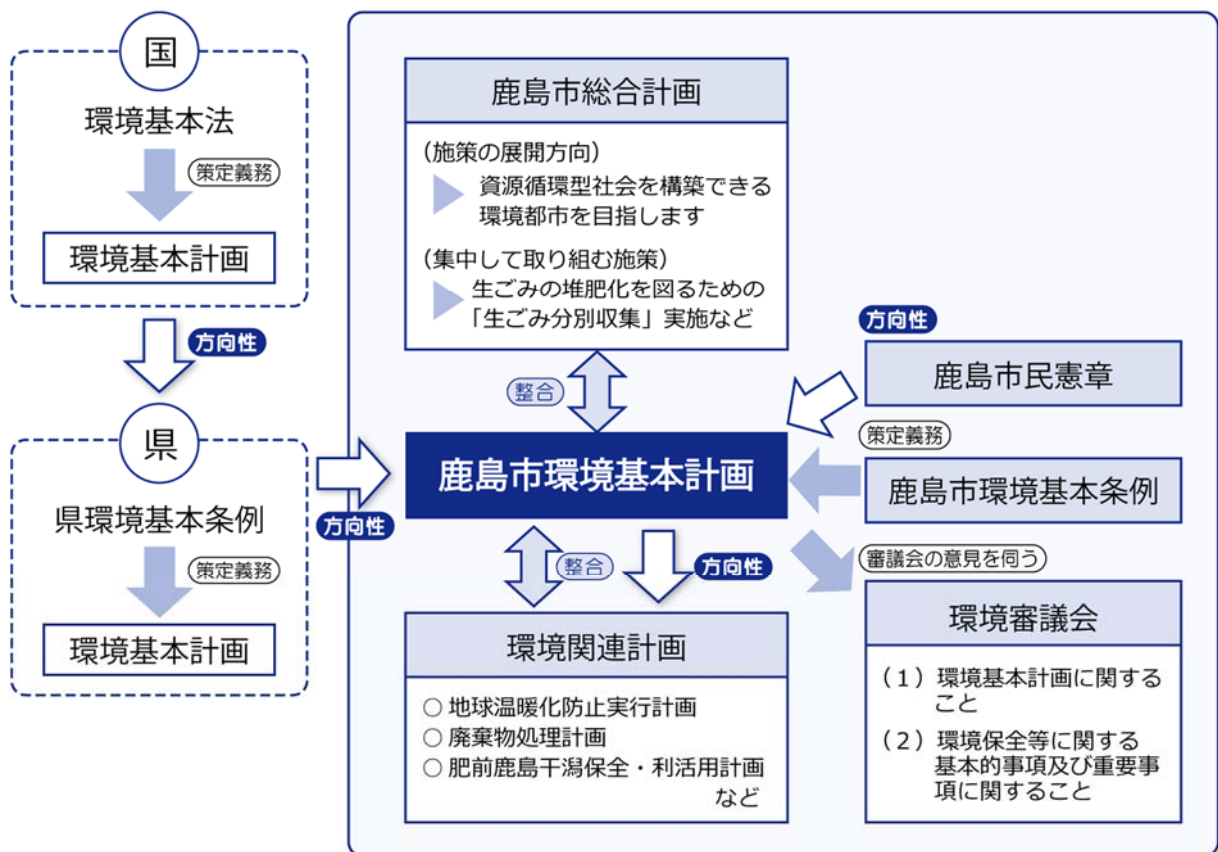 国
環境基本法
策定義務
環境基本計画
方向性
県
県環境基本条例
策定義務
環境基本計画
方向性
鹿島市総合計画
(施策の展開方向)
資源循環型社会を構築できる
環境都市を目指します
(集中して取り組む施策)
生ごみの堆肥化を図るための
「生ごみ分別収集」実施など
整合
鹿島市環境基本計画
整合
方向性
環境関連計画
○ 地球温暖化防止実行計画
○ 廃棄物処理計画
○ 肥前鹿島干潟保全・利活用計画
など
方向性
鹿島市民憲章
策定義務
鹿島市環境基本条例
審議会の意見を伺う
環境審議会
(1)環境基本計画に関する
こと
(2)環境保全等に関する
基本的事項及び重要事
項に関すること